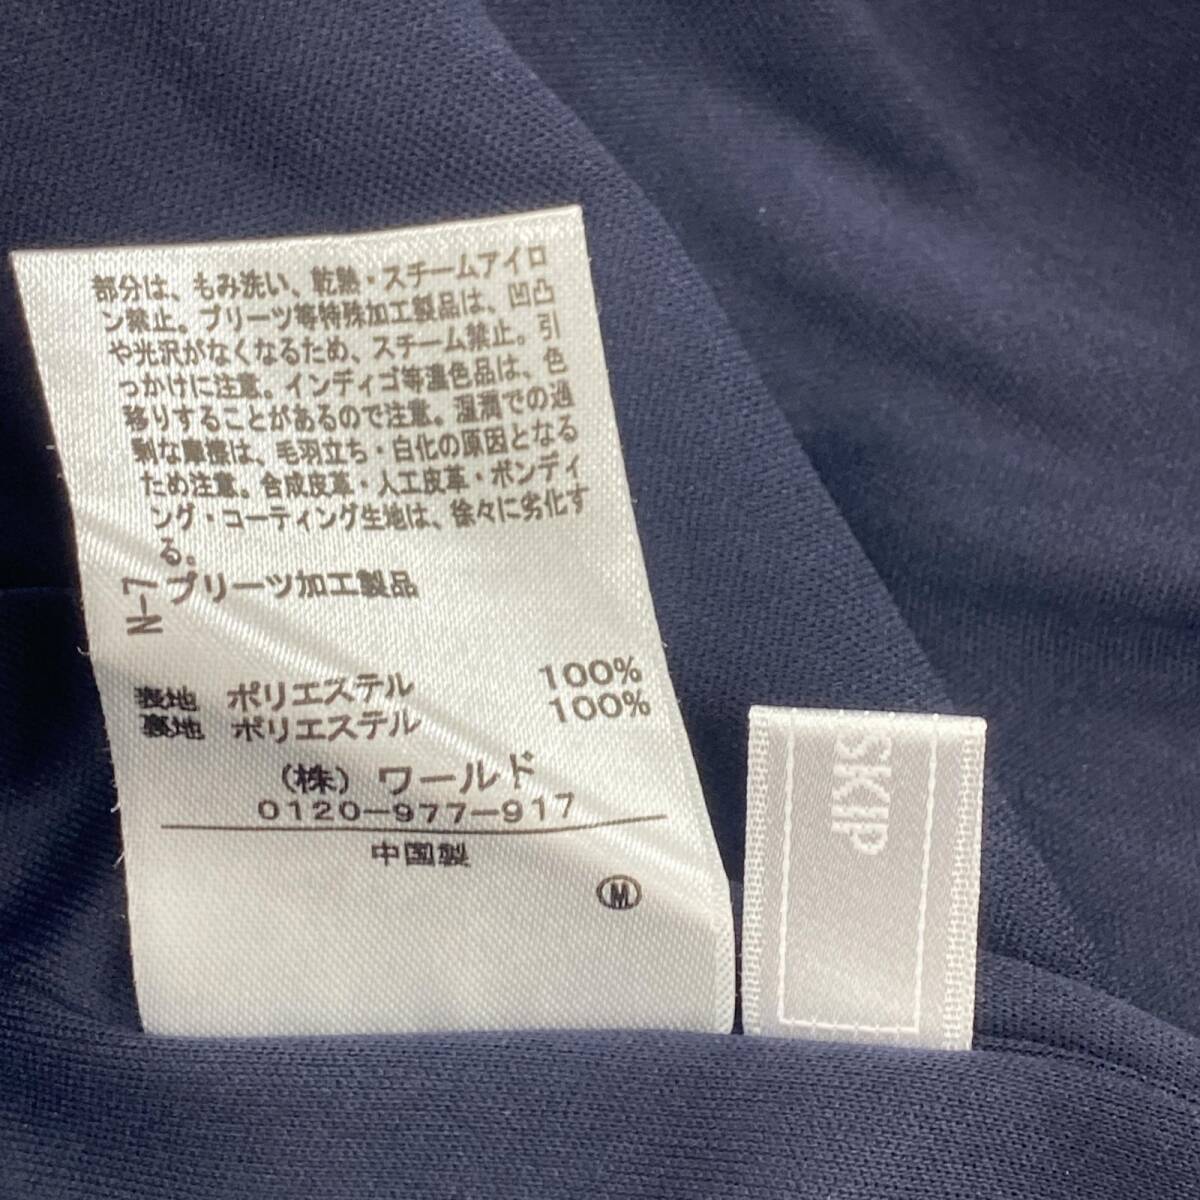 部分は、もみ洗い、乾熱・スチームアイロ
ン禁止。プリーツ等特殊加工製品は、凹凸
や光沢がなくなるため、スチーム禁止。引
っかけに注意。インディゴ等濃色品は、色
移りすることがあるので注意。湿潤での過
剰な摩擦は、毛羽立ち・白化の原因となる
ため注意。合成皮革・人工皮革・ボンディ
ング・コーティング生地は、徐々に劣化す
る。
N-7
プリーツ加工製品
表地 ポリエステル 100%
裏地 ポリエステル 100%
(株) ワールド
0120-977-917
中国製
M
SKIP